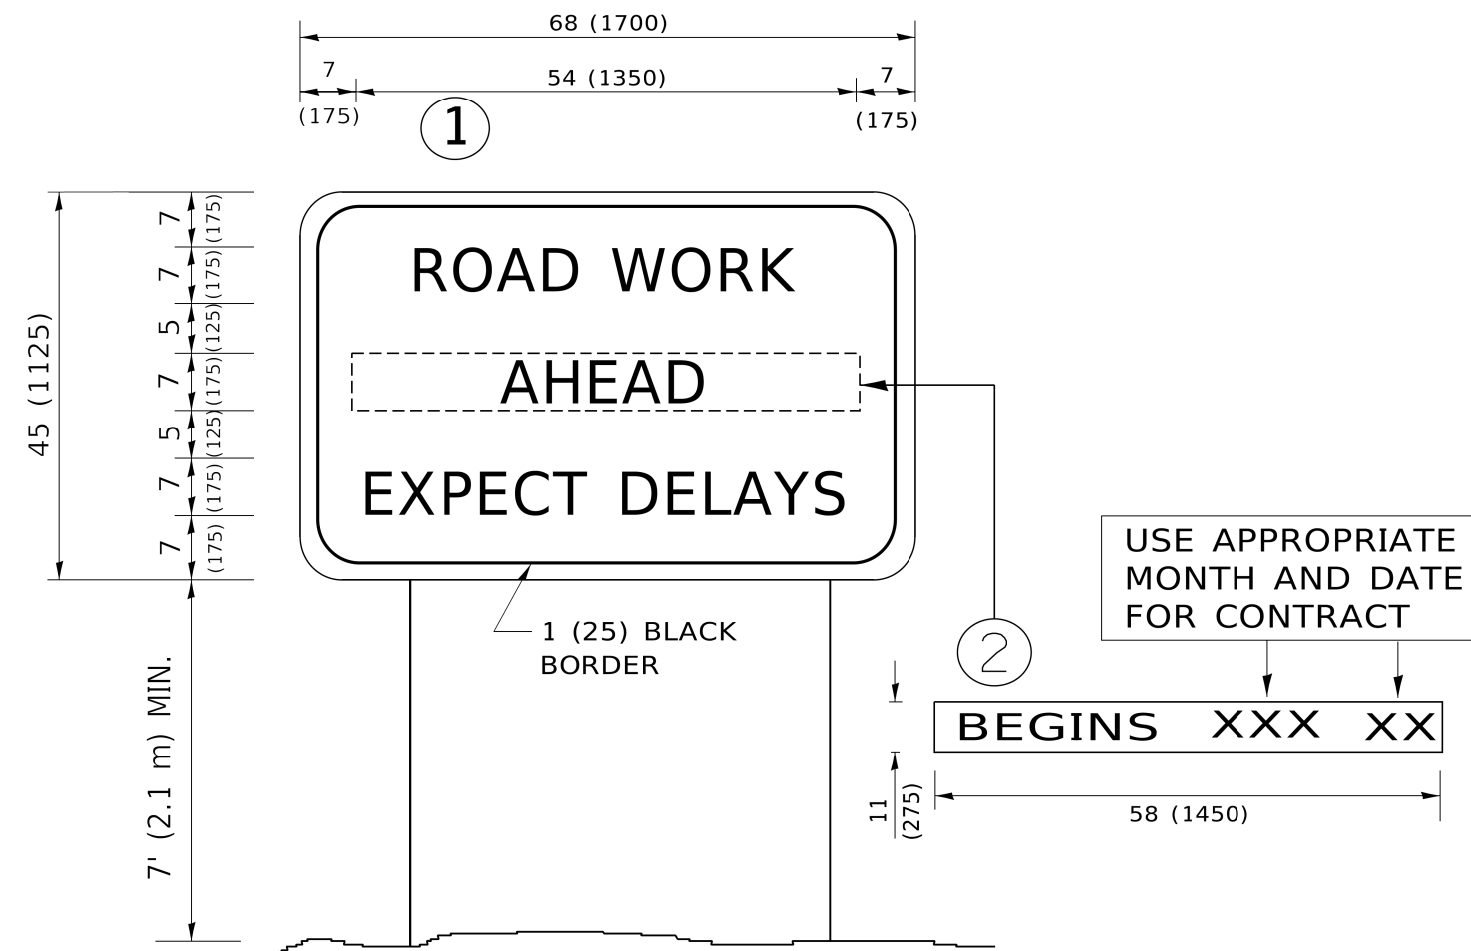 68 (1700)
7
54 (1350)
7
(175)
(175)
1
7
(175)
7
(175)
5
(125)
7
(175)
5
(125)
7
(175)
7
(175)
45 (1125)
ROAD WORK
AHEAD
EXPECT DELAYS
1 (25) BLACK
BORDER
7' (2.1 m) MIN.
USE APPROPRIATE
MONTH AND DATE
FOR CONTRACT
2
BEGINS XXX XX
11
(275)
58 (1450)